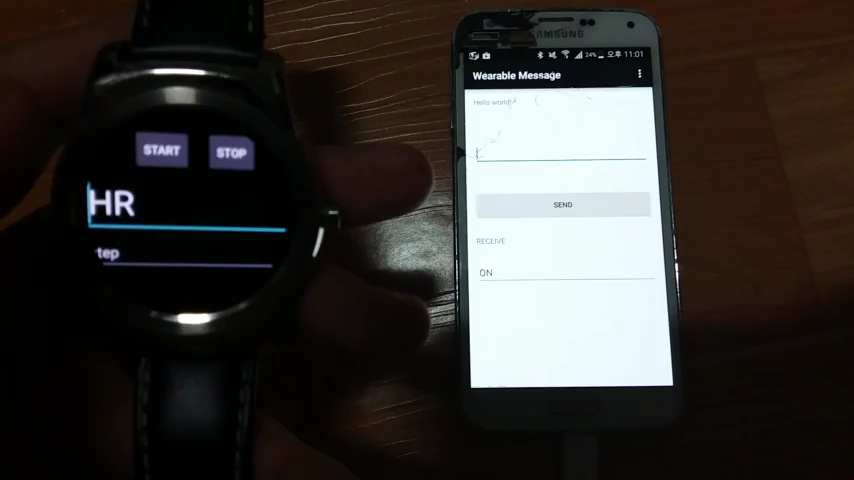 START STOP
HR
tep
SAMSUNG
24% 오후 11:01
Wearable Message
Hello world!
SEND
RECEIVE
ON